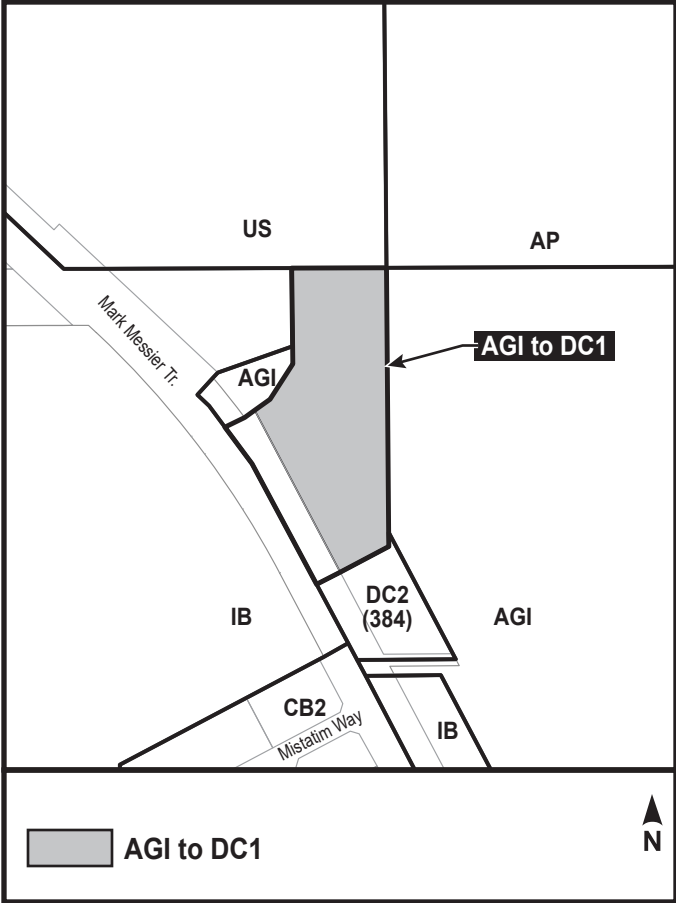 US
AP
Mark Messier Tr.
AGI to DC1
AGI
DC2
(384)
IB
AGI
CB2
Mistatim Way
IB
AGI to DC1
N